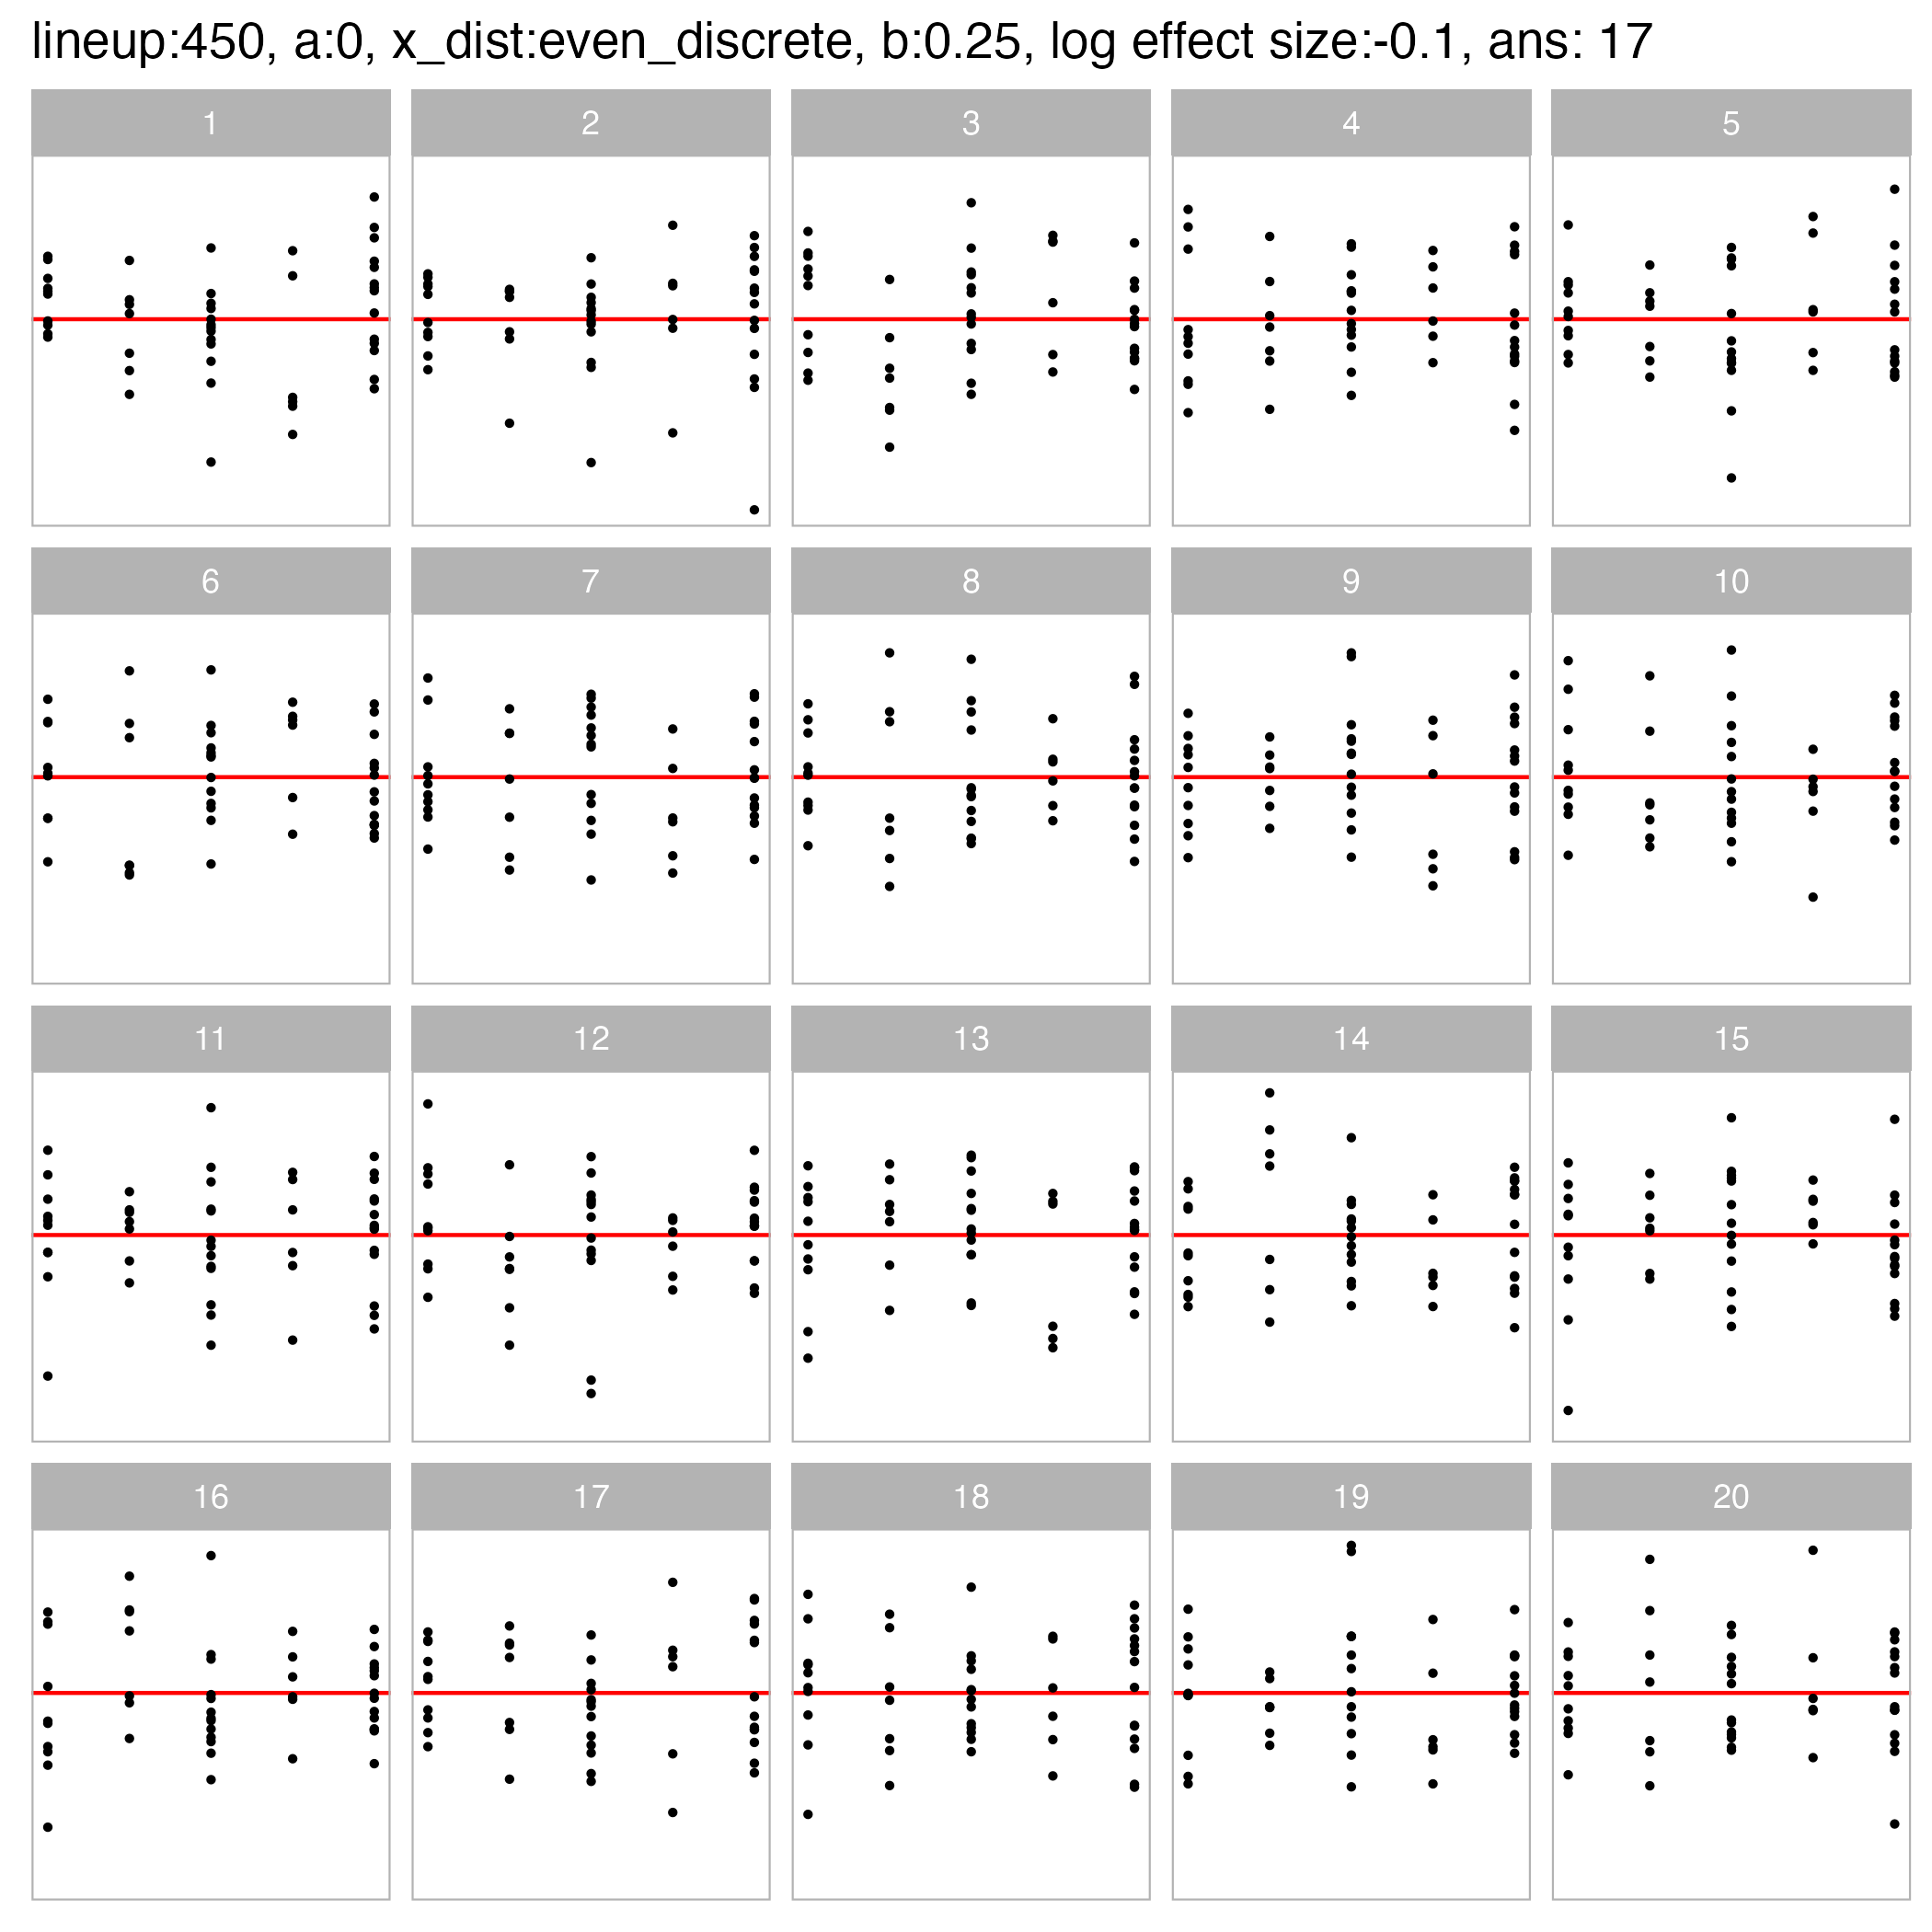 lineup:450, a:0, x_dist:even_discrete, b:0.25, log effect size:-0.1, ans: 17
1 2 3 4 5
6 7 8 9 10
11 12 13 14 15
16 17 18 19 20